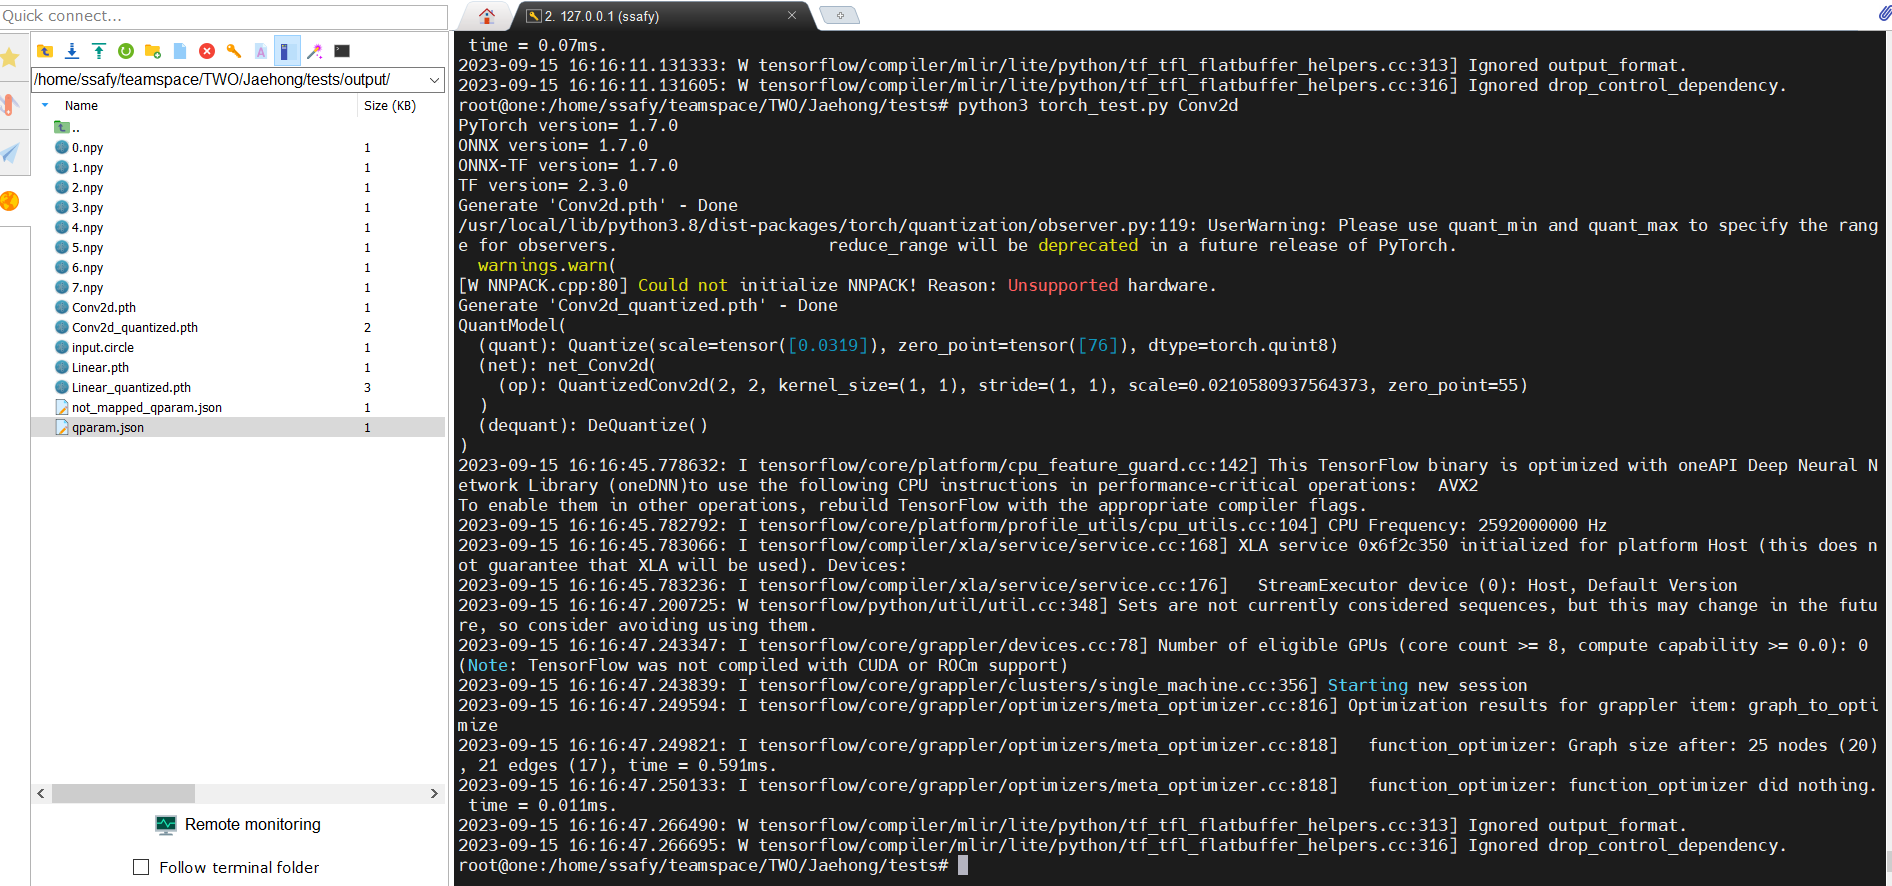 Quick connect...
2. 127.0.0.1 (ssafy)
/home/ssafy/teamspace/TWO/Jaehong/tests/output/
Name Size (KB)
..
0.npy 1
1.npy 1
2.npy 1
3.npy 1
4.npy 1
5.npy 1
6.npy 1
7.npy 1
Conv2d.pth 1
Conv2d_quantized.pth 2
input.circle 1
Linear.pth 1
Linear_quantized.pth 3
not_mapped_qparam.json 1
qparam.json 1
Remote monitoring
Follow terminal folder
time = 0.07ms.
2023-09-15 16:16:11.131333: W tensorflow/compiler/mlir/lite/python/tf_tfl_flatbuffer_helpers.cc:313] Ignored output_format.
2023-09-15 16:16:11.131605: W tensorflow/compiler/mlir/lite/python/tf_tfl_flatbuffer_helpers.cc:316] Ignored drop_control_dependency.
root@one:/home/ssafy/teamspace/TWO/Jaehong/tests# python3 torch_test.py Conv2d
PyTorch version= 1.7.0
ONNX version= 1.7.0
ONNX-TF version= 1.7.0
TF version= 2.3.0
Generate 'Conv2d.pth' - Done
/usr/local/lib/python3.8/dist-packages/torch/quantization/observer.py:119: UserWarning: Please use quant_min and quant_max to specify the rang
e for observers.                     reduce_range will be deprecated in a future release of PyTorch.
  warnings.warn(
[W NNPACK.cpp:80] Could not initialize NNPACK! Reason: Unsupported hardware.
Generate 'Conv2d_quantized.pth' - Done
QuantModel(
  (quant): Quantize(scale=tensor([0.0319]), zero_point=tensor([76]), dtype=torch.quint8)
  (net): net_Conv2d(
    (op): QuantizedConv2d(2, 2, kernel_size=(1, 1), stride=(1, 1), scale=0.0210580937564373, zero_point=55)
  )
  (dequant): DeQuantize()
)
2023-09-15 16:16:45.778632: I tensorflow/core/platform/cpu_feature_guard.cc:142] This TensorFlow binary is optimized with oneAPI Deep Neural N
etwork Library (oneDNN)to use the following CPU instructions in performance-critical operations:  AVX2
To enable them in other operations, rebuild TensorFlow with the appropriate compiler flags.
2023-09-15 16:16:45.782792: I tensorflow/core/platform/profile_utils/cpu_utils.cc:104] CPU Frequency: 2592000000 Hz
2023-09-15 16:16:45.783066: I tensorflow/compiler/xla/service/service.cc:168] XLA service 0x6f2c350 initialized for platform Host (this does n
ot guarantee that XLA will be used). Devices:
2023-09-15 16:16:45.783236: I tensorflow/compiler/xla/service/service.cc:176]   StreamExecutor device (0): Host, Default Version
2023-09-15 16:16:47.200725: W tensorflow/python/util/util.cc:348] Sets are not currently considered sequences, but this may change in the futu
re, so consider avoiding using them.
2023-09-15 16:16:47.243347: I tensorflow/core/grappler/devices.cc:78] Number of eligible GPUs (core count >= 8, compute capability >= 0.0): 0
(Note: TensorFlow was not compiled with CUDA or ROCm support)
2023-09-15 16:16:47.243839: I tensorflow/core/grappler/clusters/single_machine.cc:356] Starting new session
2023-09-15 16:16:47.249594: I tensorflow/core/grappler/optimizers/meta_optimizer.cc:816] Optimization results for grappler item: graph_to_opti
mize
2023-09-15 16:16:47.249821: I tensorflow/core/grappler/optimizers/meta_optimizer.cc:818]   function_optimizer: Graph size after: 25 nodes (20)
, 21 edges (17), time = 0.591ms.
2023-09-15 16:16:47.250133: I tensorflow/core/grappler/optimizers/meta_optimizer.cc:818]   function_optimizer: function_optimizer did nothing.
 time = 0.011ms.
2023-09-15 16:16:47.266490: W tensorflow/compiler/mlir/lite/python/tf_tfl_flatbuffer_helpers.cc:313] Ignored output_format.
2023-09-15 16:16:47.266695: W tensorflow/compiler/mlir/lite/python/tf_tfl_flatbuffer_helpers.cc:316] Ignored drop_control_dependency.
root@one:/home/ssafy/teamspace/TWO/Jaehong/tests#